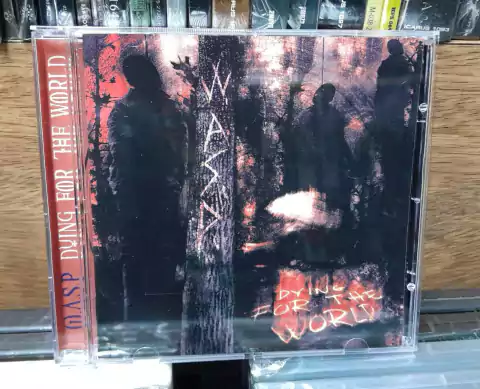 W.A.S.P DYING FOR THE WORLD
W.A.S.P.
DYING
FOR THE
WORLD